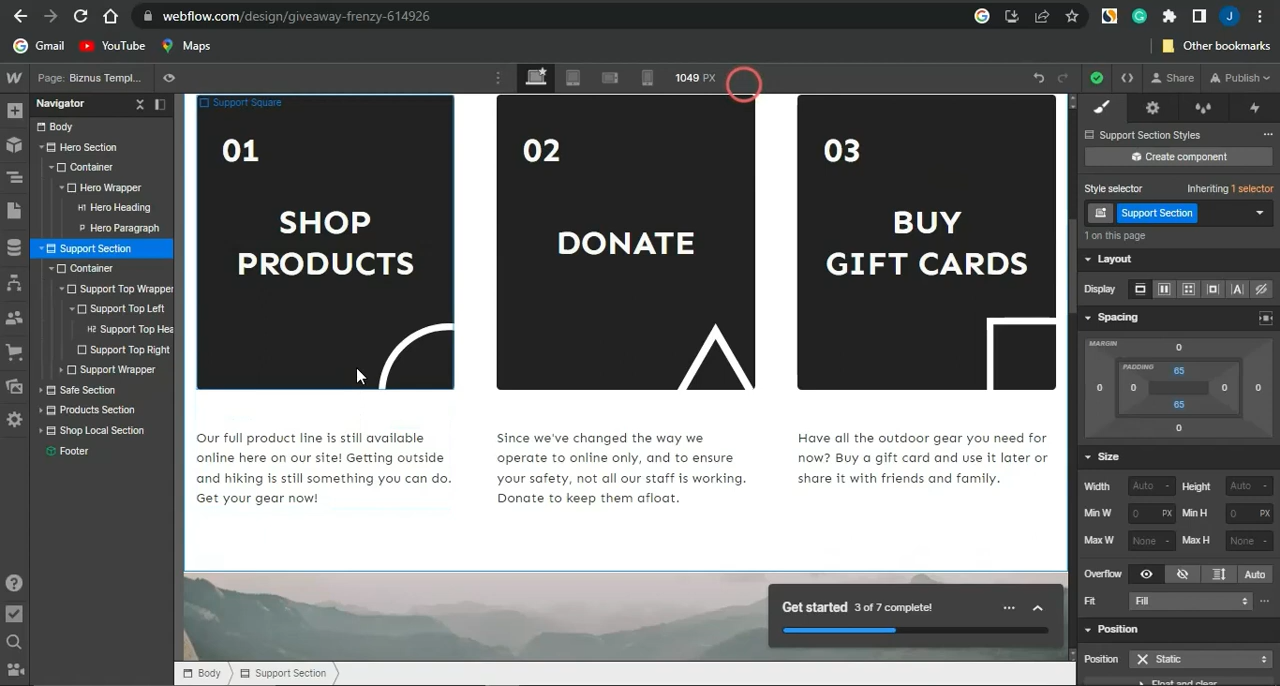 webflow.com/design/giveaway-frenzy-614926
J
Gmail
YouTube
Maps
Other bookmarks
Page: Biznus Templ...
1049 PX
Share
Publish
Navigator
Body
Hero Section
Container
Hero Wrapper
H1 Hero Heading
P Hero Paragraph
Support Section
Container
Support Top Wrapper
Support Top Left
H2 Support Top Hea
Support Top Right
Support Wrapper
Safe Section
Products Section
Shop Local Section
Footer
Support Square
01
SHOP
PRODUCTS
02
DONATE
03
BUY
GIFT CARDS
Our full product line is still available
online here on our site! Getting outside
and hiking is still something you can do.
Get your gear now!
Since we've changed the way we
operate to online only, and to ensure
your safety, not all our staff is working.
Donate to keep them afloat.
Have all the outdoor gear you need for
now? Buy a gift card and use it later or
share it with friends and family.
Get started 3 of 7 complete!
Body
Support Section
Support Section Styles
Create component
Style selector
Inheriting 1 selector
Support Section
1 on this page
Layout
Display
Spacing
MARGIN
0
PADDING
65
0
0
0
0
65
0
Size
Width Auto -
Height Auto -
Min W 0 PX
Min H 0 PX
Max W None -
Max H None -
Overflow
Auto
Fit
Fill
Position
Position
Static
Float and clear